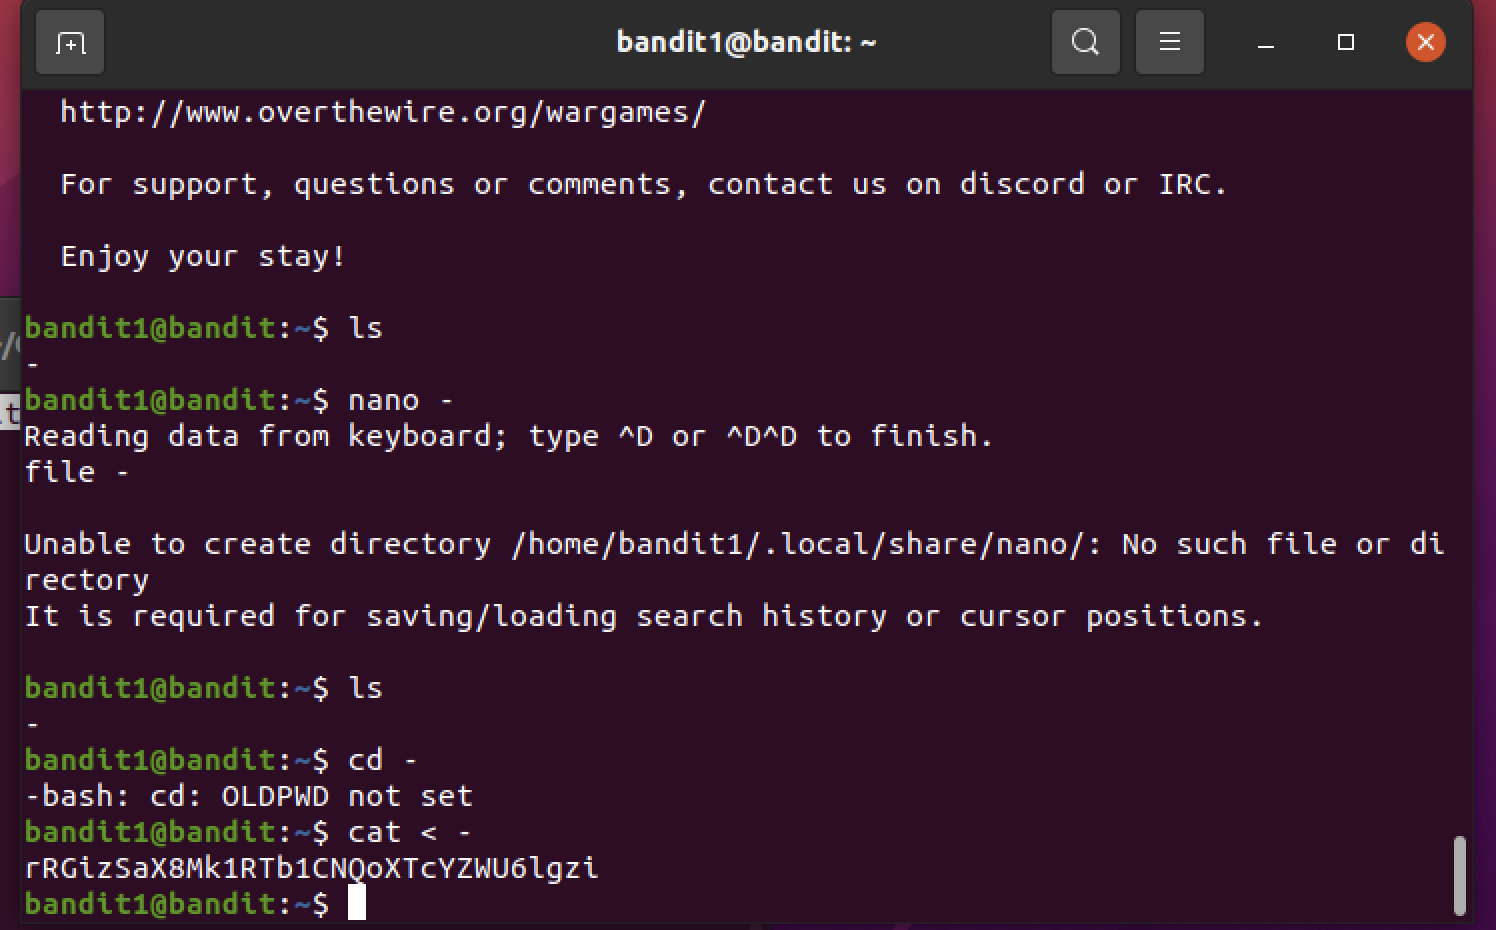 bandit1@bandit: ~
http://www.overthewire.org/wargames/
For support, questions or comments, contact us on discord or IRC.
Enjoy your stay!
bandit1@bandit:~$ ls
-
bandit1@bandit:~$ nano -
Reading data from keyboard; type ^D or ^D^D to finish.
file -
Unable to create directory /home/bandit1/.local/share/nano/: No such file or di
rectory
It is required for saving/loading search history or cursor positions.
bandit1@bandit:~$ ls
-
bandit1@bandit:~$ cd -
-bash: cd: OLDPWD not set
bandit1@bandit:~$ cat < -
rRGizSaX8Mk1RTb1CNQoXTcYZWU6lgzi
bandit1@bandit:~$